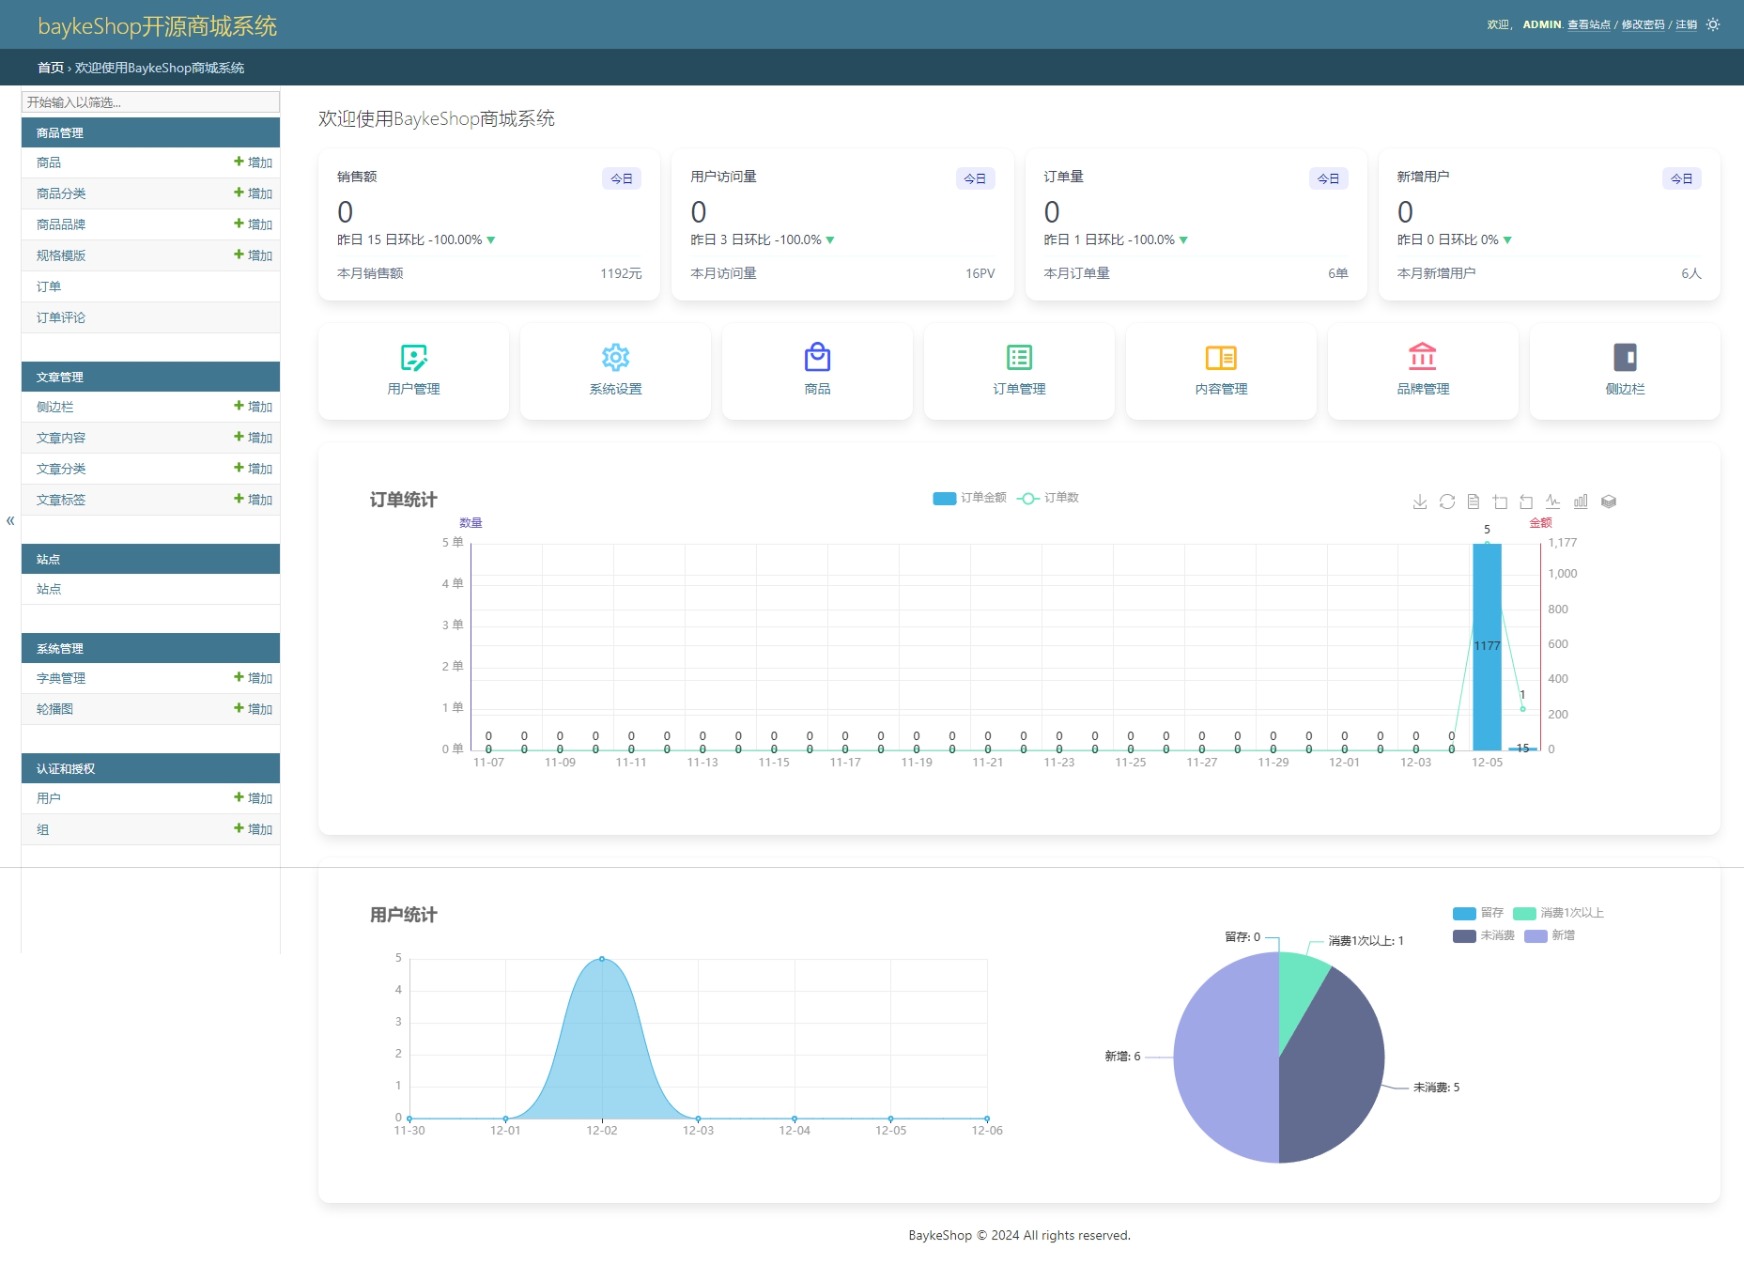 baykeShop开源商城系统
欢迎， ADMIN. 查看站点 / 修改密码 / 注销
首页 › 欢迎使用BaykeShop商城系统
开始输入以筛选...
商品管理
商品 增加
商品分类 增加
商品品牌 增加
规格模版 增加
订单
订单评论
文章管理
侧边栏 增加
文章内容 增加
文章分类 增加
文章标签 增加
«
站点
站点
系统管理
字典管理 增加
轮播图 增加
认证和授权
用户 增加
组 增加
欢迎使用BaykeShop商城系统
销售额 今日
0
昨日 15 日环比 -100.00%
本月销售额 1192元
用户访问量 今日
0
昨日 3 日环比 -100.0%
本月访问量 16PV
订单量 今日
0
昨日 1 日环比 -100.0%
本月订单量 6单
新增用户 今日
0
昨日 0 日环比 0%
本月新增用户 6人
用户管理
系统设置
商品
订单管理
内容管理
品牌管理
侧边栏
订单统计
订单金额 订单数
数量
金额
5 单
4 单
3 单
2 单
1 单
0 单
1,177
1,000
800
600
400
200
0
5
1177
1
15
0 0 0 0 0 0 0 0 0 0 0 0 0 0 0 0 0 0 0 0 0 0 0 0 0 0 0 0
0 0 0 0 0 0 0 0 0 0 0 0 0 0 0 0 0 0 0 0 0 0 0 0 0 0 0 0
11-07 11-09 11-11 11-13 11-15 11-17 11-19 11-21 11-23 11-25 11-27 11-29 12-01 12-03 12-05
用户统计
5
4
3
2
1
0
11-30 12-01 12-02 12-03 12-04 12-05 12-06
留存 消费1次以上
未消费 新增
留存: 0
消费1次以上: 1
新增: 6
未消费: 5
BaykeShop © 2024 All rights reserved.